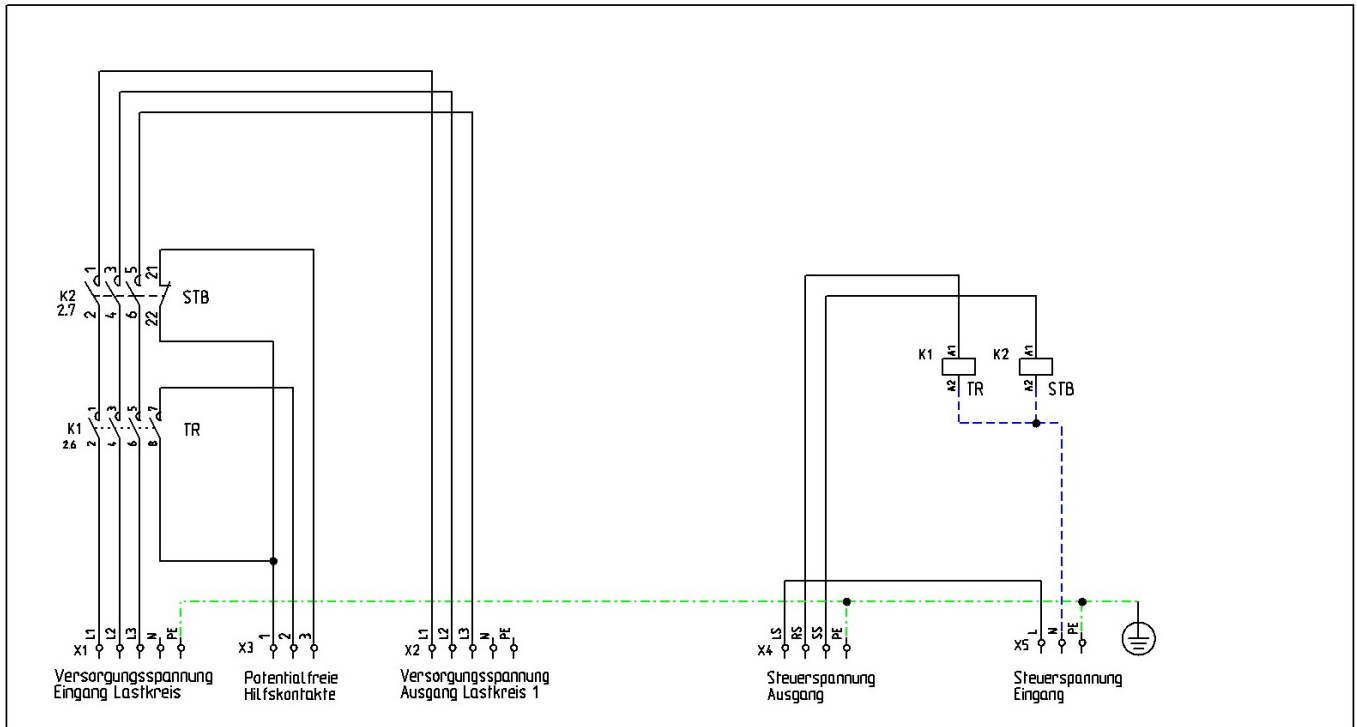 1 3 5 21
K2 STB
2.7
2 4 6 22
1 3 5 7
K1 TR
2.6
2 4 6 8
K1 A1 K2 A1
A2 TR A2 STB
X1 L1 L2 L3 N PE
X3 1 2 3
X2 L1 L2 L3 N PE
X4 LS RS SS PE
X5 L N PE
Versorgungsspannung
Eingang Lastkreis
Potentialfreie
Hilfskontakte
Versorgungsspannung
Ausgang Lastkreis 1
Steuerspannung
Ausgang
Steuerspannung
Eingang